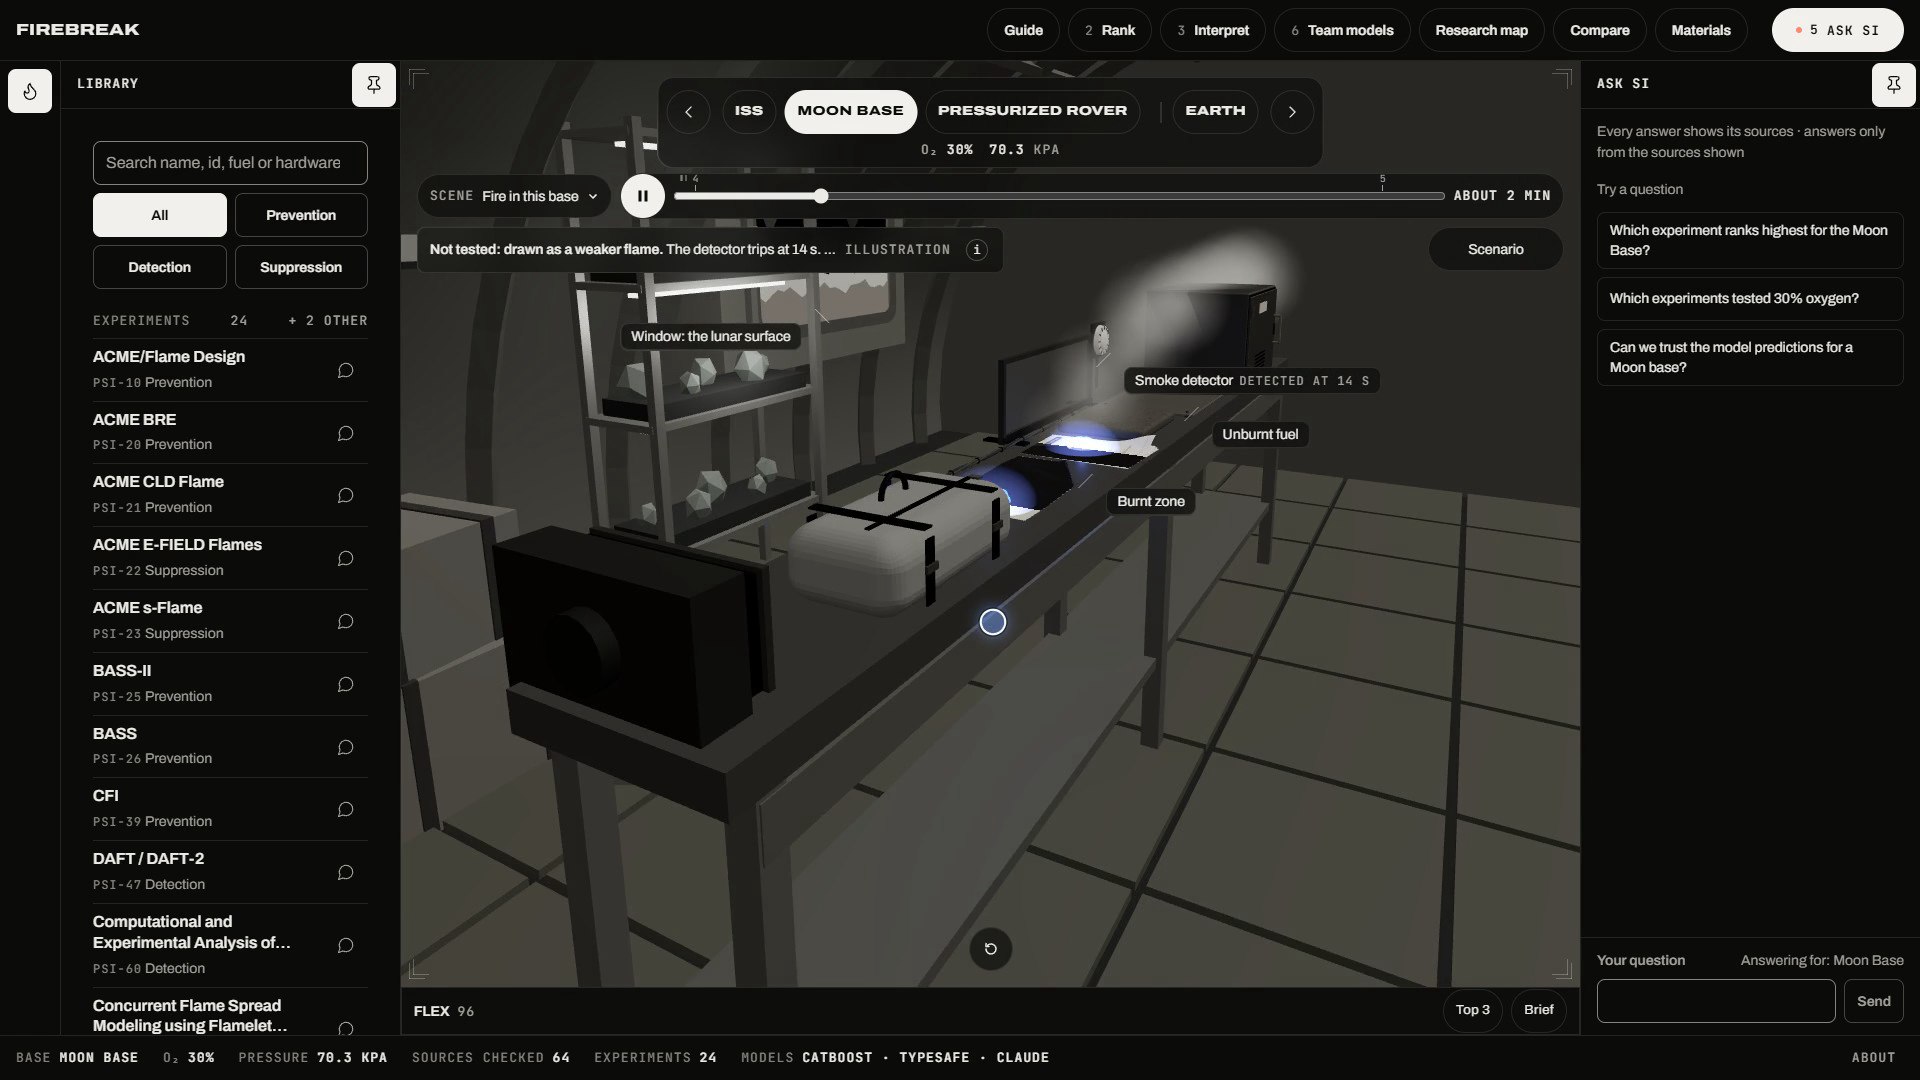 FIREBREAK
Guide
2 Rank
3 Interpret
6 Team models
Research map
Compare
Materials
5 ASK SI
LIBRARY
Search name, id, fuel or hardware
All
Prevention
Detection
Suppression
EXPERIMENTS 24 + 2 OTHER
ACME/Flame Design
PSI-10 Prevention
ACME BRE
PSI-20 Prevention
ACME CLD Flame
PSI-21 Prevention
ACME E-FIELD Flames
PSI-22 Suppression
ACME s-Flame
PSI-23 Suppression
BASS-II
PSI-25 Prevention
BASS
PSI-26 Prevention
CFI
PSI-39 Prevention
DAFT / DAFT-2
PSI-47 Detection
Computational and
Experimental Analysis of...
PSI-60 Detection
Concurrent Flame Spread
Modeling using Flamelet...
ISS
MOON BASE
PRESSURIZED ROVER
EARTH
O₂ 30% 70.3 KPA
SCENE Fire in this base
4
5
ABOUT 2 MIN
Not tested: drawn as a weaker flame. The detector trips at 14 s. ... ILLUSTRATION i
Scenario
Window: the lunar surface
Smoke detector DETECTED AT 14 S
Unburnt fuel
Burnt zone
FLEX 96
Top 3
Brief
ASK SI
Every answer shows its sources · answers only
from the sources shown
Try a question
Which experiment ranks highest for the Moon
Base?
Which experiments tested 30% oxygen?
Can we trust the model predictions for a
Moon base?
Your question
Answering for: Moon Base
Send
BASE MOON BASE O₂ 30% PRESSURE 70.3 KPA SOURCES CHECKED 64 EXPERIMENTS 24 MODELS CATBOOST · TYPESAFE · CLAUDE
ABOUT